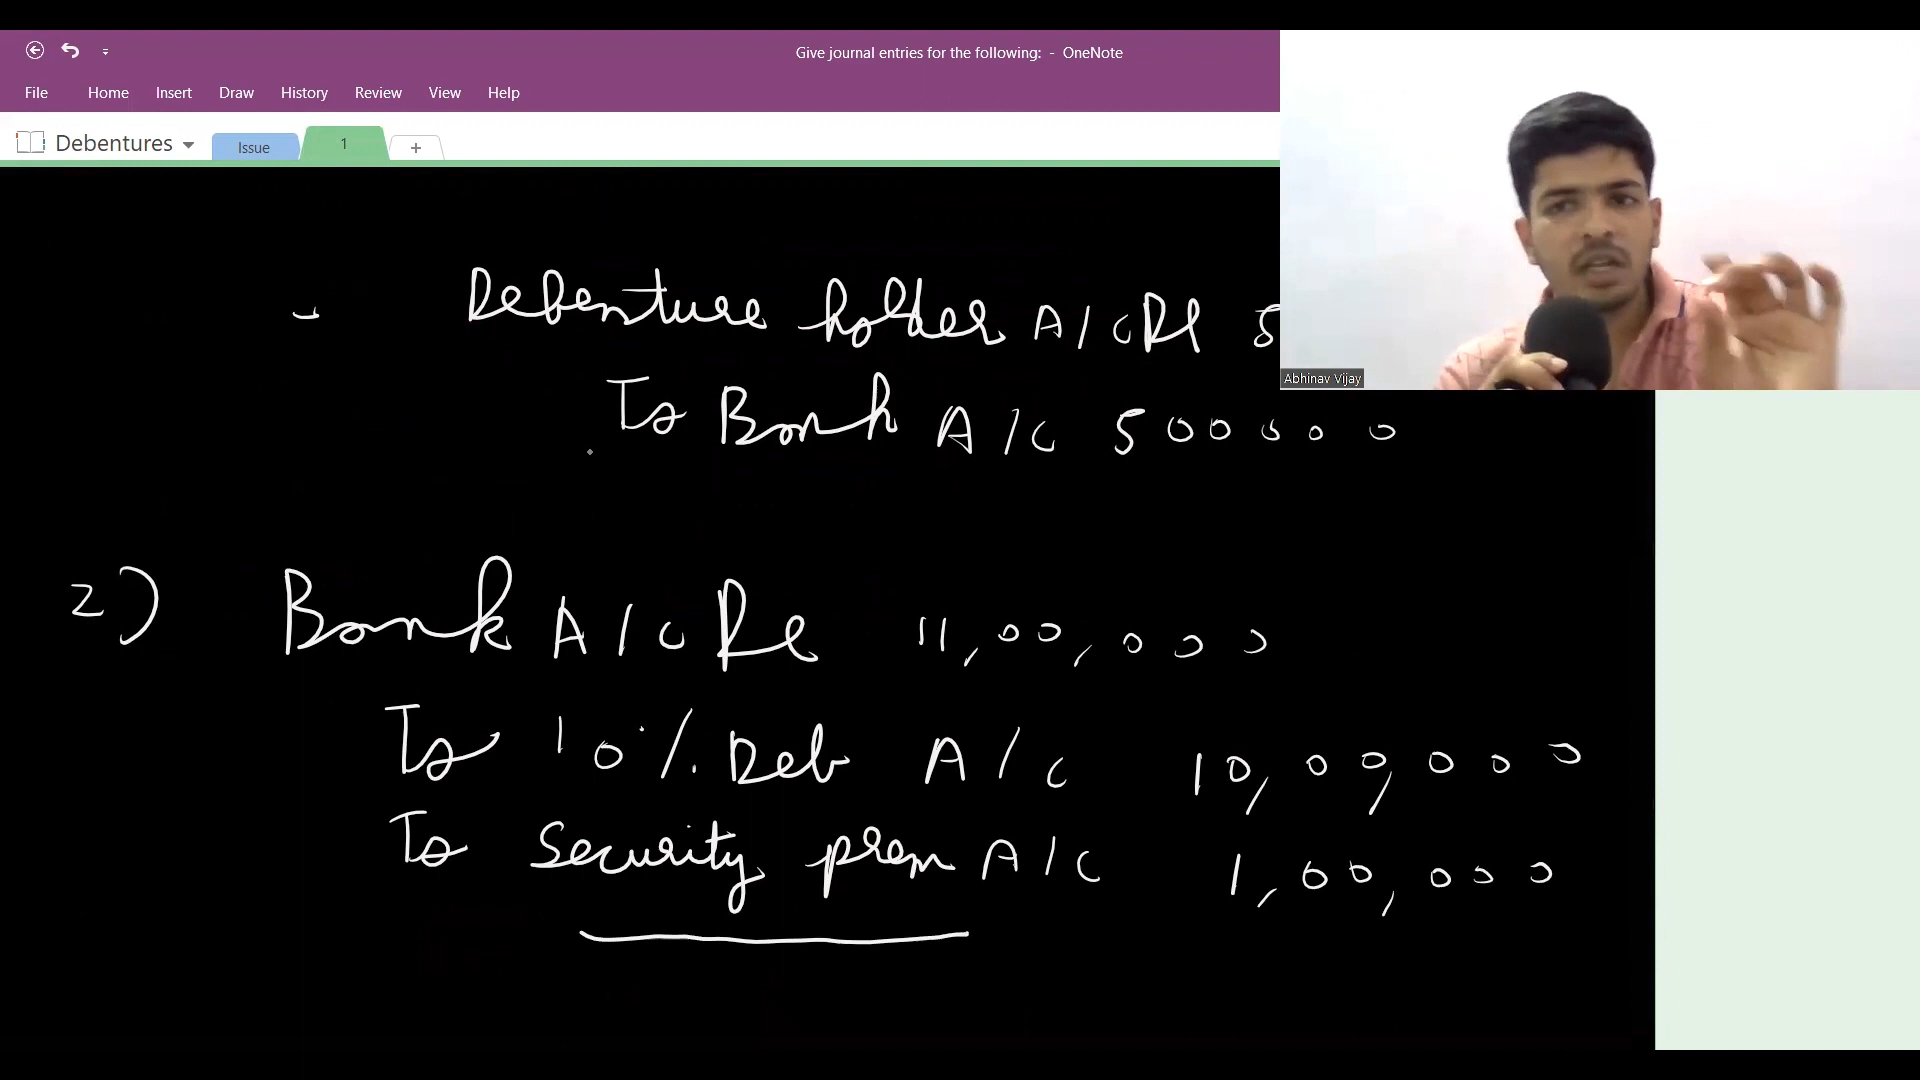 Give journal entries for the following: - OneNote
File Home Insert Draw History Review View Help
Debentures Issue 1 +
Abhinav Vijay
- Debenture holder A/C Dr 5
To Bank A/C 500000
2) Bank A/C Dr 11,00,000
To 10% Deb A/C 10,00,000
To Security prem A/C 1,00,000